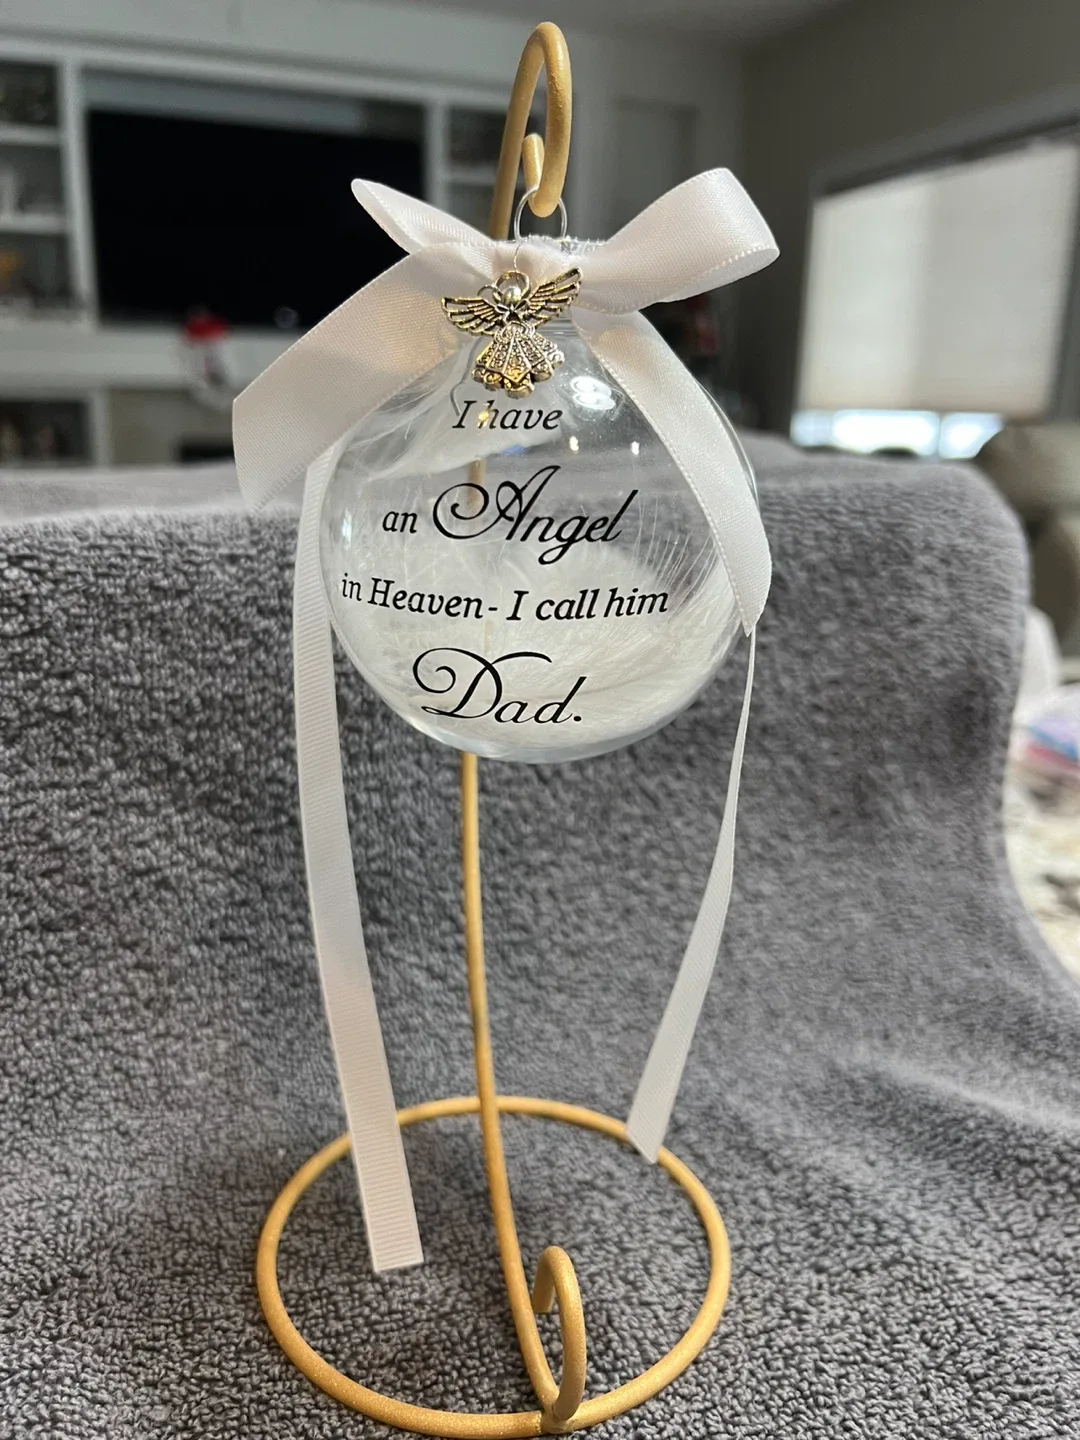 I have
an Angel
in Heaven- I call him
Dad.